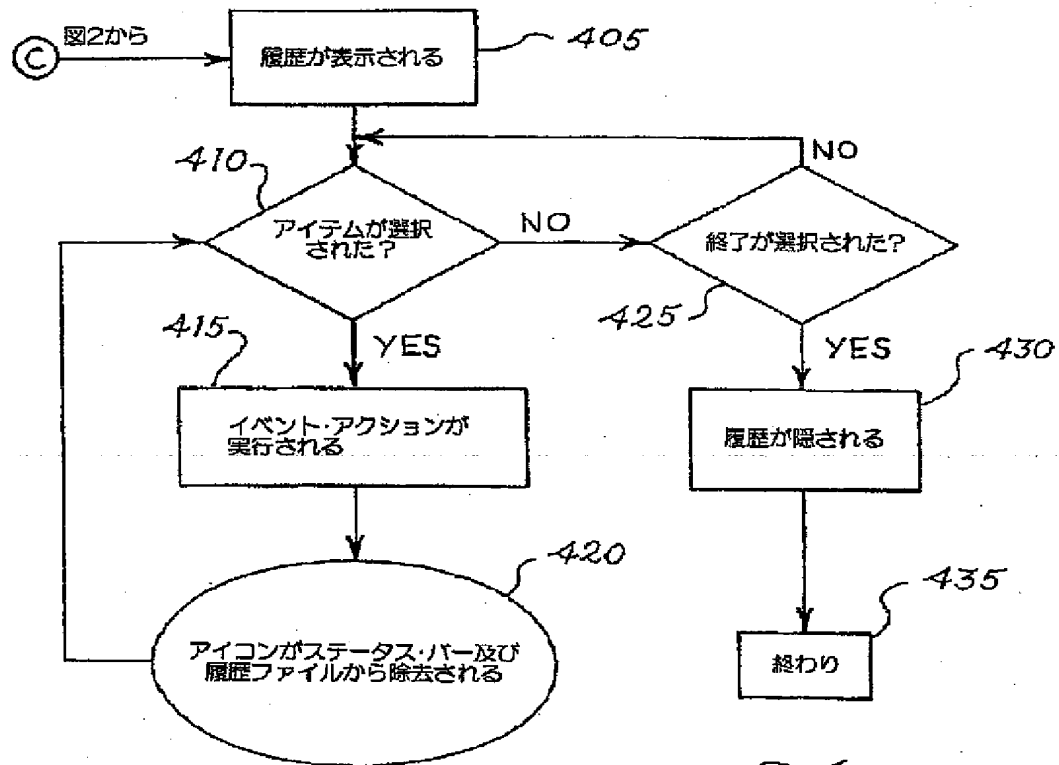 図2から
C
履歴が表示される
405
410
アイテムが選択
された?
NO
NO
終了が選択された?
425
415
YES
YES
430
イベント・アクションが
実行される
履歴が隠される
420
435
アイコンがステータス・バー及び
履歴ファイルから除去される
終わり